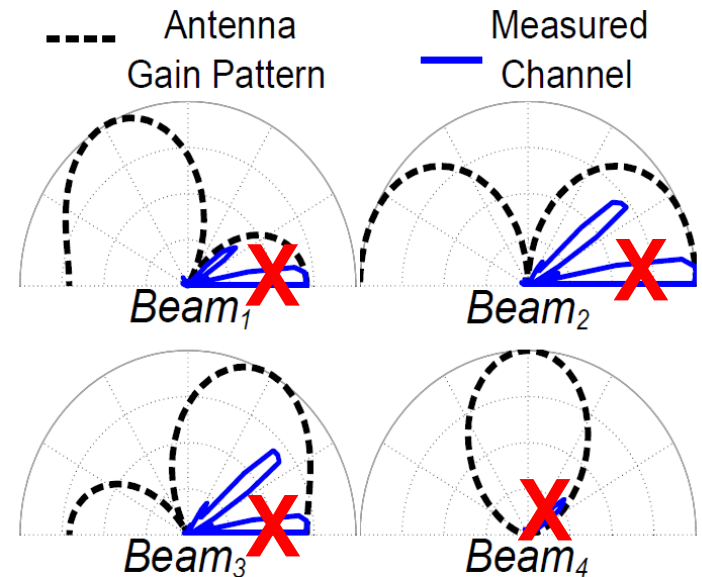 Antenna
Gain Pattern
Measured
Channel
X
X
Beam₁
Beam₂
X
X
Beam₃
Beam₄